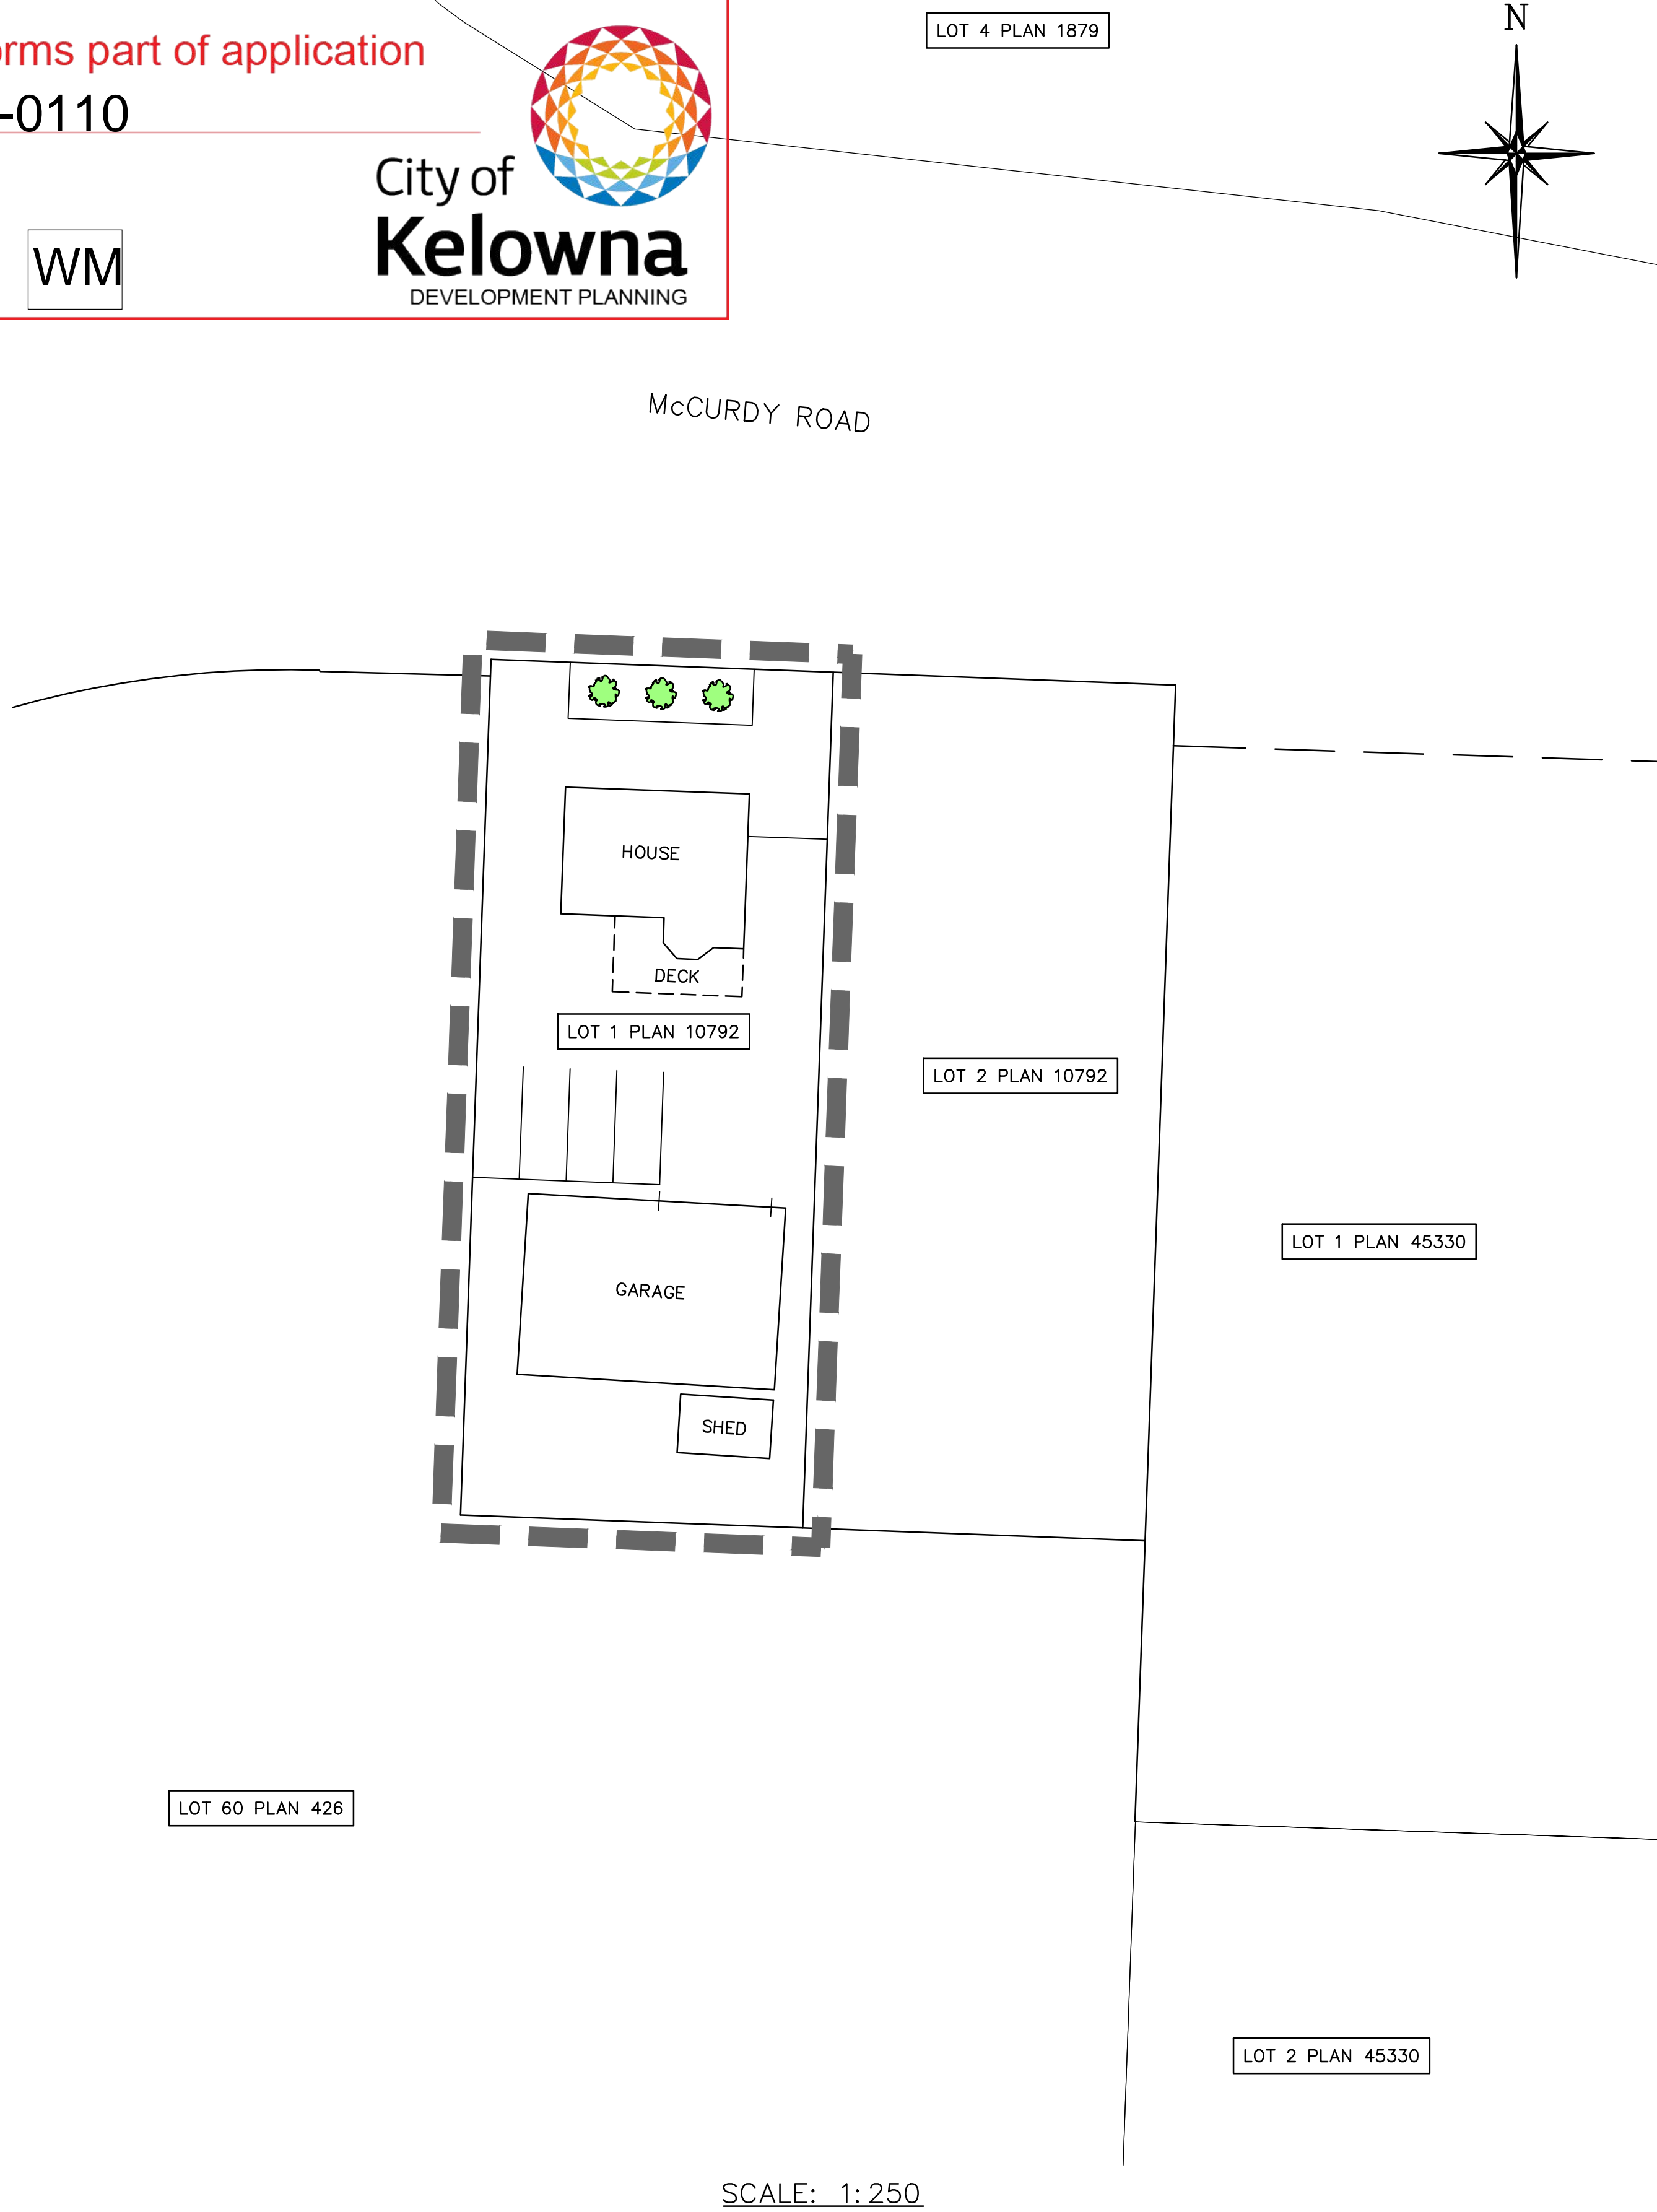 rms part of application
-0110
City of
Kelowna
DEVELOPMENT PLANNING
WM
LOT 4 PLAN 1879
N
McCURDY ROAD
HOUSE
DECK
LOT 1 PLAN 10792
LOT 2 PLAN 10792
LOT 1 PLAN 45330
GARAGE
SHED
LOT 60 PLAN 426
LOT 2 PLAN 45330
SCALE: 1:250